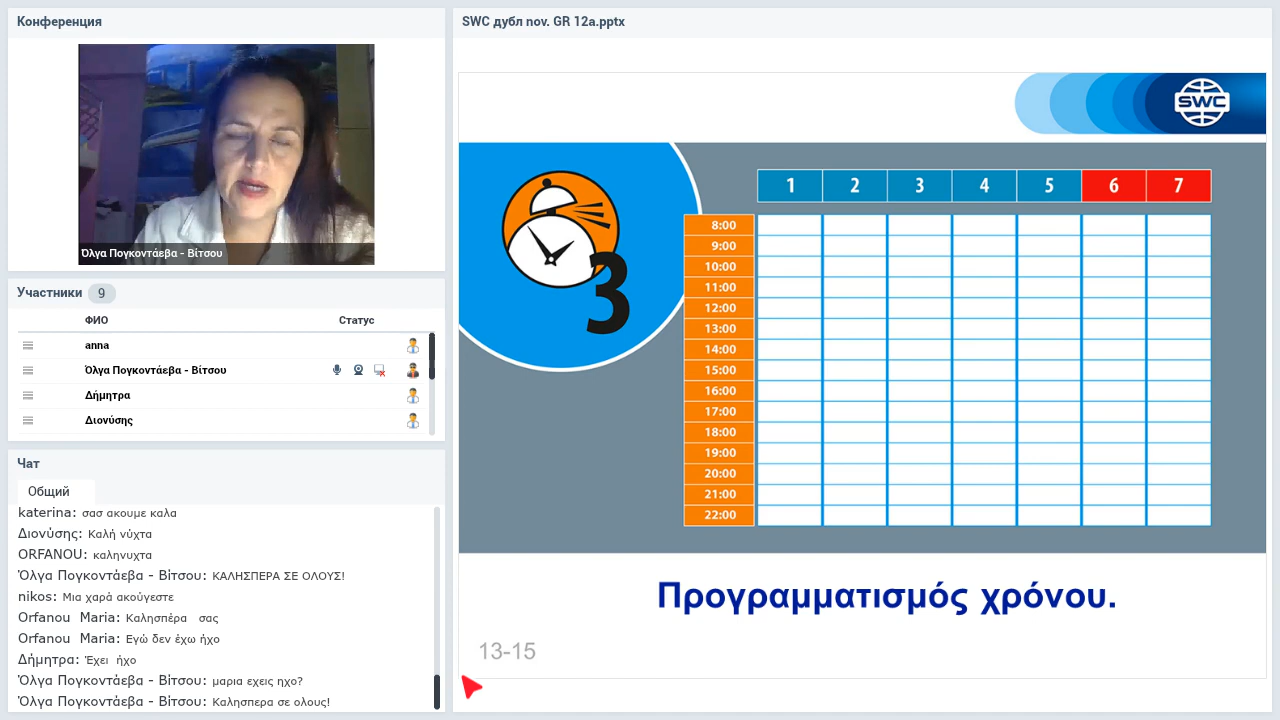 Конференция
Όλγα Πογκοντάεβα - Βίτσου
Участники 9
ФИО Статус
anna
Όλγα Πογκοντάεβα - Βίτσου
Δήμητρα
Διονύσης
Чат
Общий
katerina: σασ ακουμε καλα
Διονύσης: Καλή νύχτα
ORFANOU: καληνυχτα
Όλγα Πογκοντάεβα - Βίτσου: ΚΑΛΗΣΠΕΡΑ ΣΕ ΟΛΟΥΣ!
nikos: Μια χαρά ακούγεστε
Orfanou Maria: Καλησπέρα σας
Orfanou Maria: Εγώ δεν έχω ήχο
Δήμητρα: Έχει ήχο
Όλγα Πογκοντάεβα - Βίτσου: μαρια εχεις ηχο?
Όλγα Πογκοντάεβα - Βίτσου: Καλησπερα σε ολους!
SWC дубл nov. GR 12a.pptx
SWC
3
1 2 3 4 5 6 7
8:00
9:00
10:00
11:00
12:00
13:00
14:00
15:00
16:00
17:00
18:00
19:00
20:00
21:00
22:00
Προγραμματισμός χρόνου.
13-15